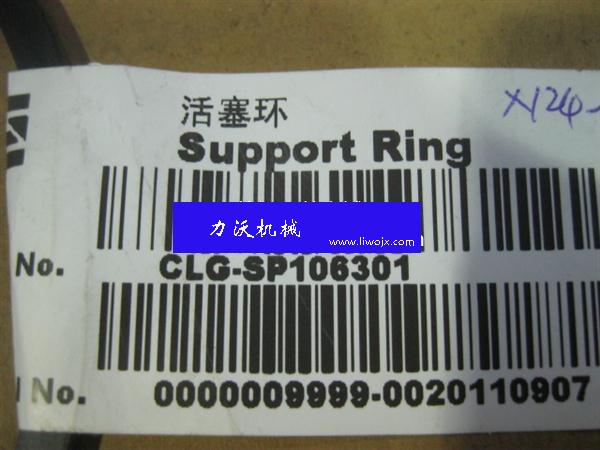 活塞环
Support Ring
力沃机械
www.liwojx.com
No. CLG-SP106301
No. 0000009999-0020110907